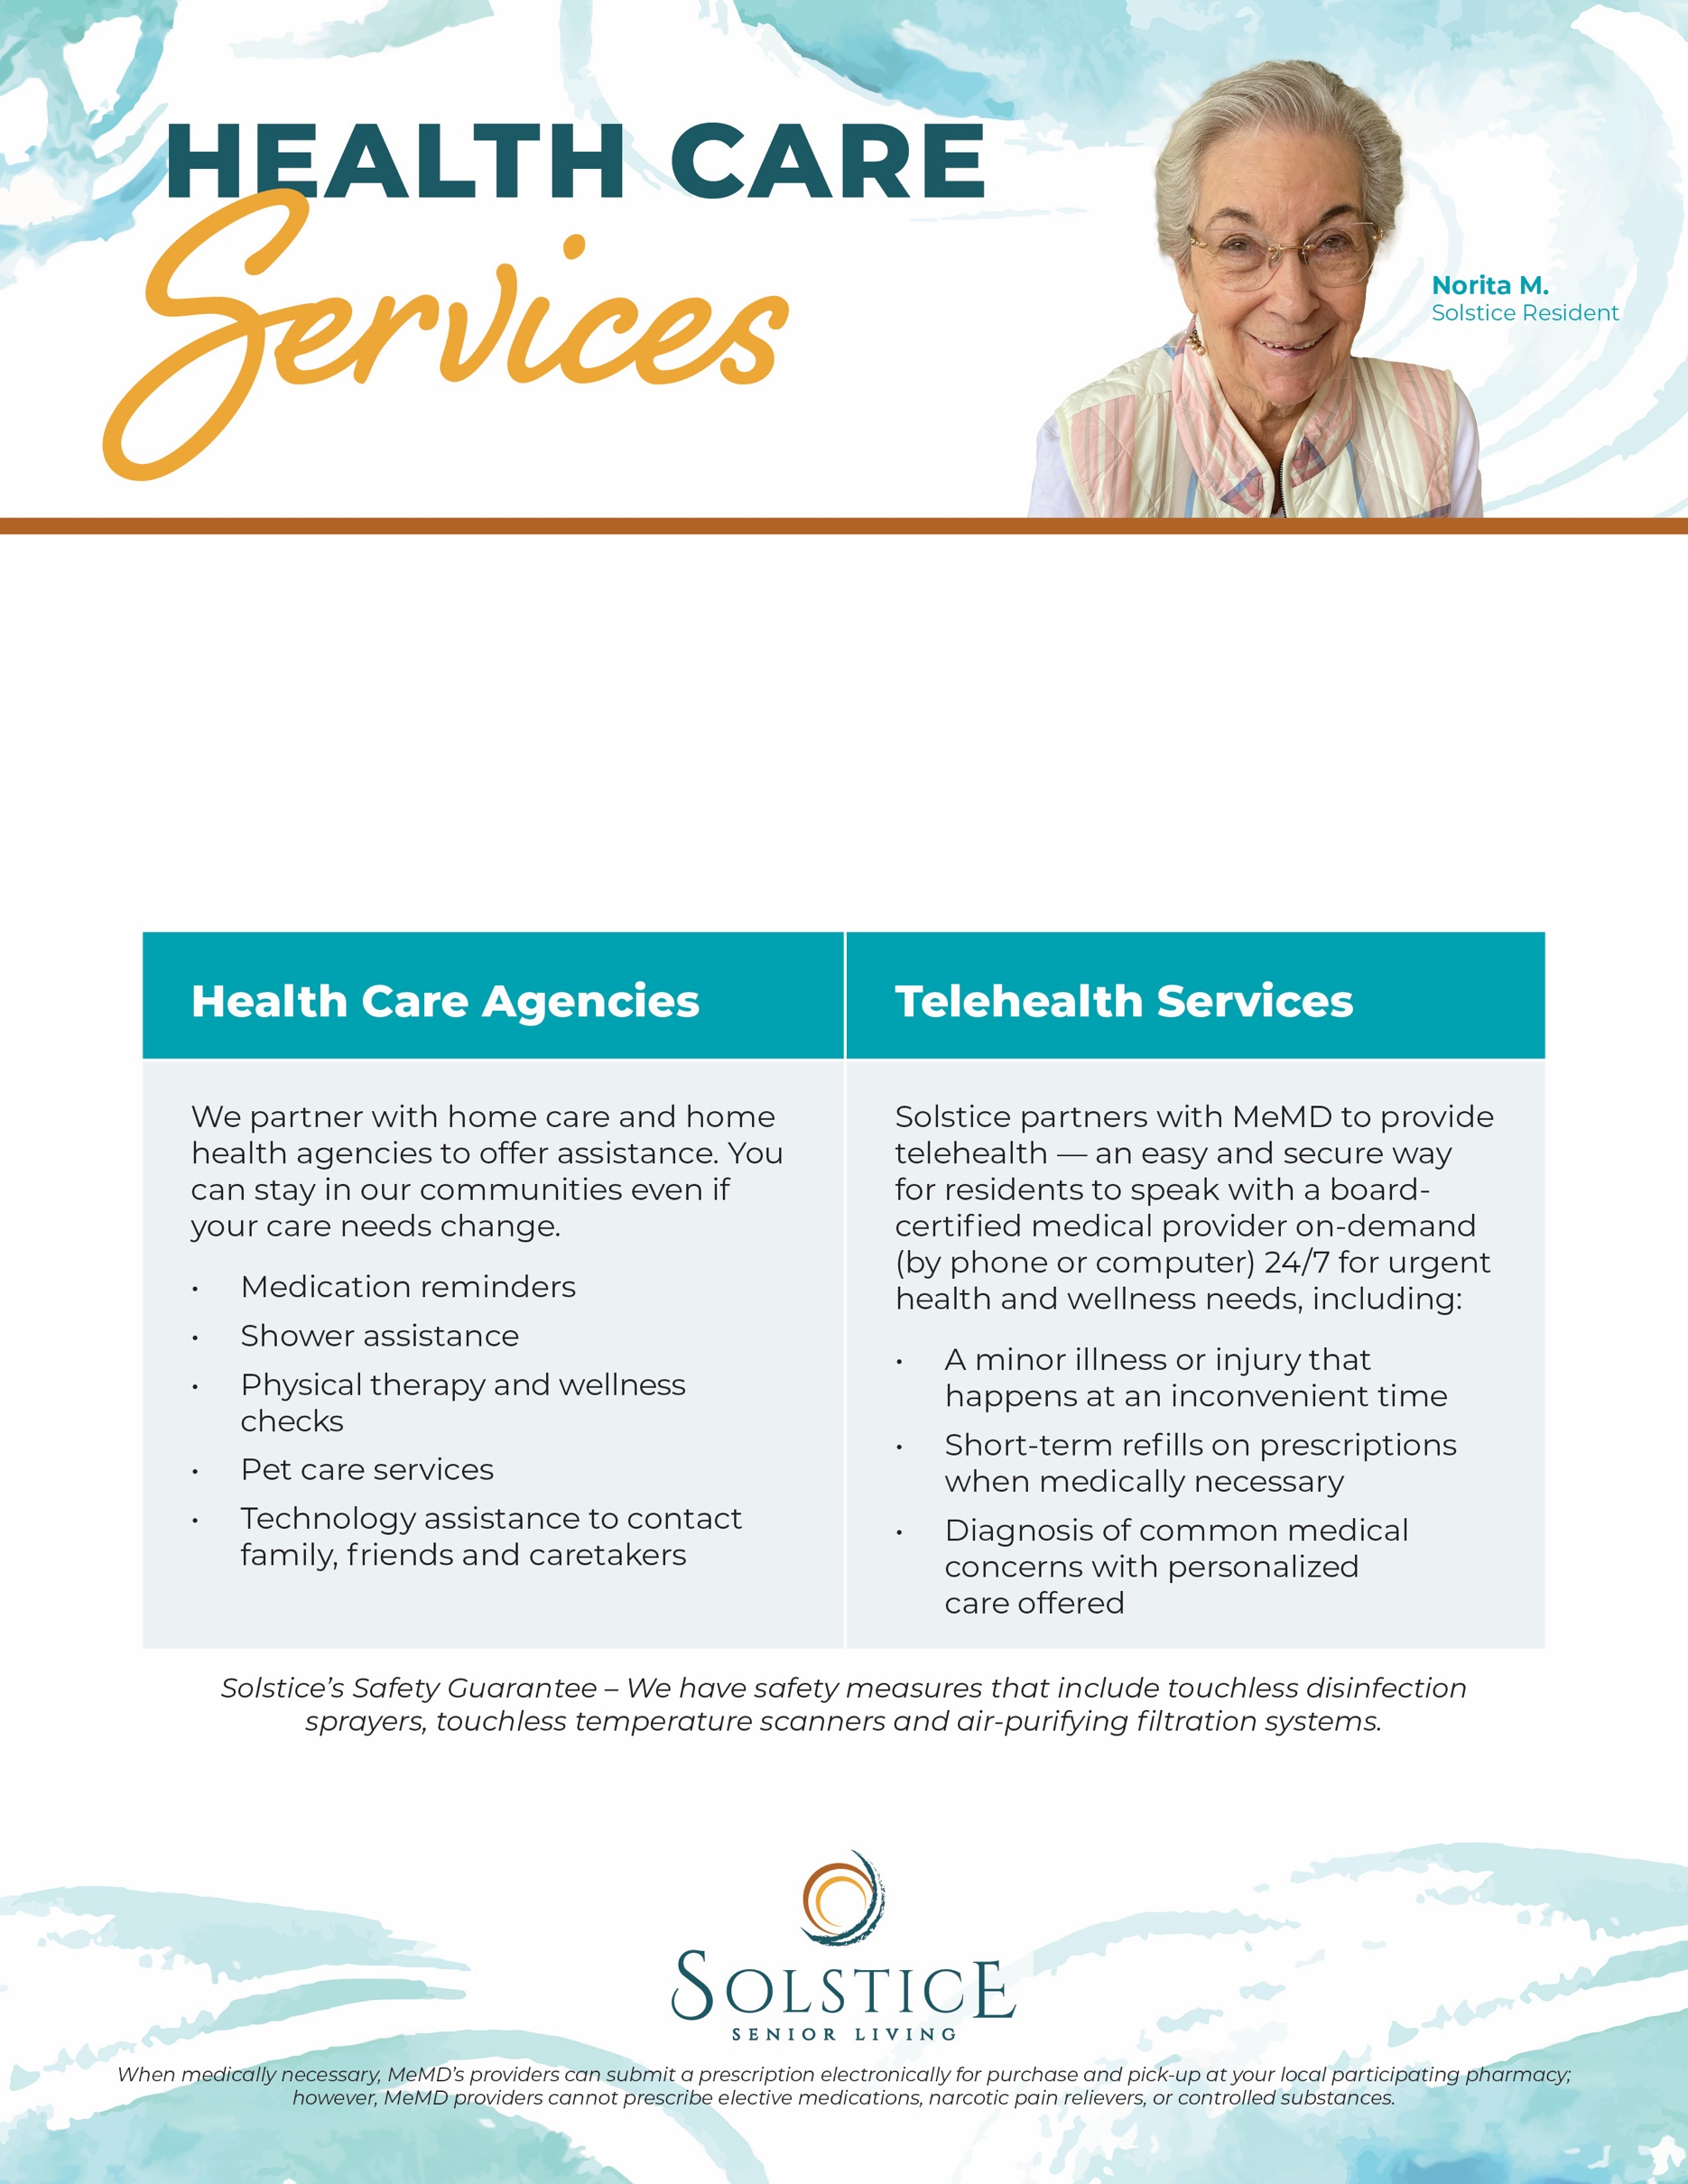 HEALTH CARE
Services
Norita M.
Solstice Resident
Health Care Agencies
We partner with home care and home
health agencies to offer assistance. You
can stay in our communities even if
your care needs change.
• Medication reminders
• Shower assistance
• Physical therapy and wellness
checks
• Pet care services
• Technology assistance to contact
family, friends and caretakers
Telehealth Services
Solstice partners with MeMD to provide
telehealth — an easy and secure way
for residents to speak with a board-
certified medical provider on-demand
(by phone or computer) 24/7 for urgent
health and wellness needs, including:
• A minor illness or injury that
happens at an inconvenient time
• Short-term refills on prescriptions
when medically necessary
• Diagnosis of common medical
concerns with personalized
care offered
Solstice’s Safety Guarantee – We have safety measures that include touchless disinfection
sprayers, touchless temperature scanners and air-purifying filtration systems.
SOLSTICE
SENIOR LIVING
When medically necessary, MeMD’s providers can submit a prescription electronically for purchase and pick-up at your local participating pharmacy;
however, MeMD providers cannot prescribe elective medications, narcotic pain relievers, or controlled substances.